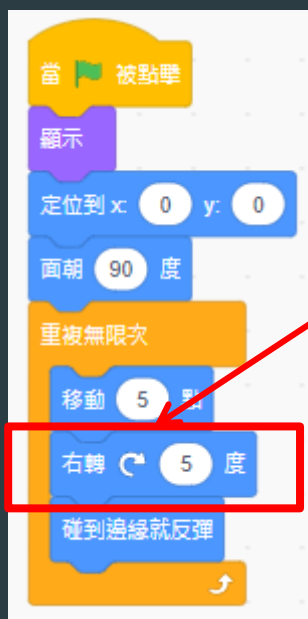 當 被點擊
顯示
定位到 x: 0 y: 0
面朝 90 度
重複無限次
移動 5 點
右轉 5 度
碰到邊緣就反彈